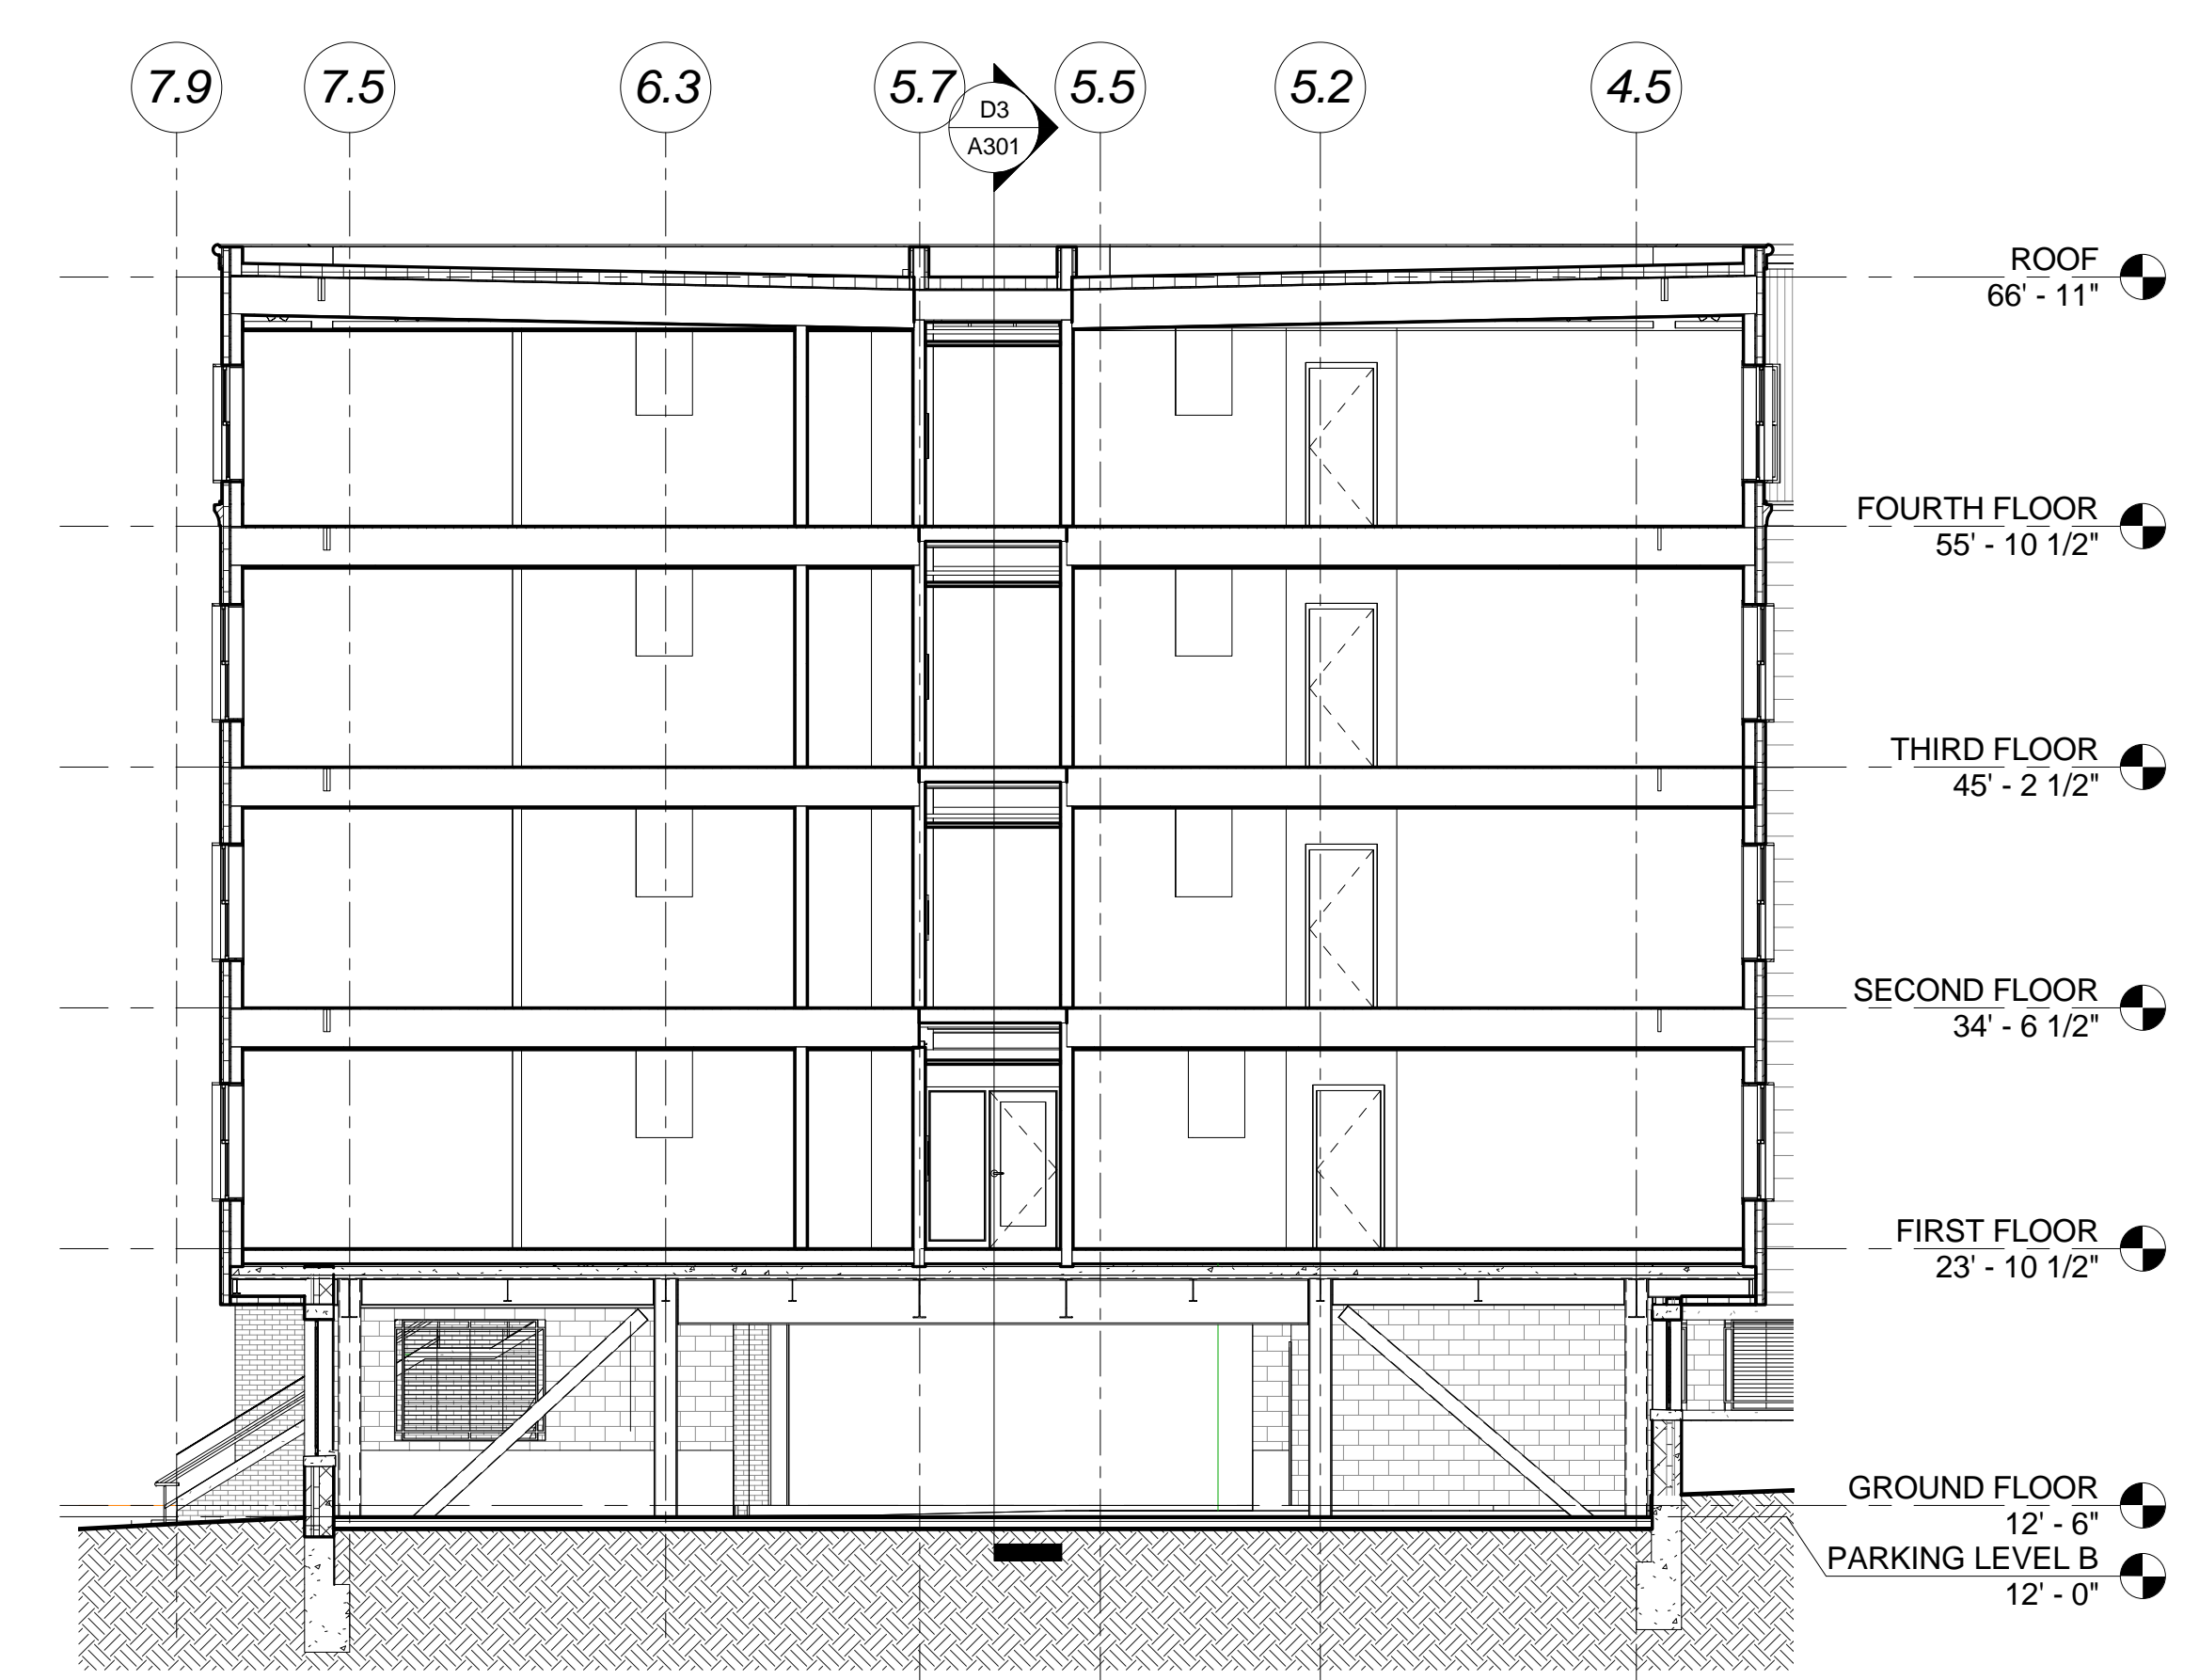 7.9
7.5
6.3
5.7
D3
A301
5.5
5.2
4.5
ROOF
66' - 11"
FOURTH FLOOR
55' - 10 1/2"
THIRD FLOOR
45' - 2 1/2"
SECOND FLOOR
34' - 6 1/2"
FIRST FLOOR
23' - 10 1/2"
GROUND FLOOR
12' - 6"
PARKING LEVEL B
12' - 0"